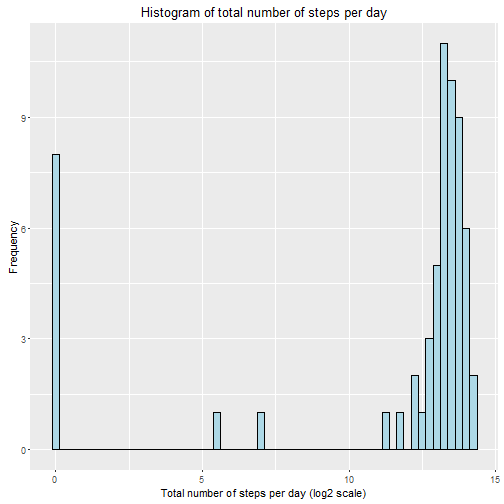 Histogram of total number of steps per day
Frequency
9
6
3
0
0 5 10 15
Total number of steps per day (log2 scale)